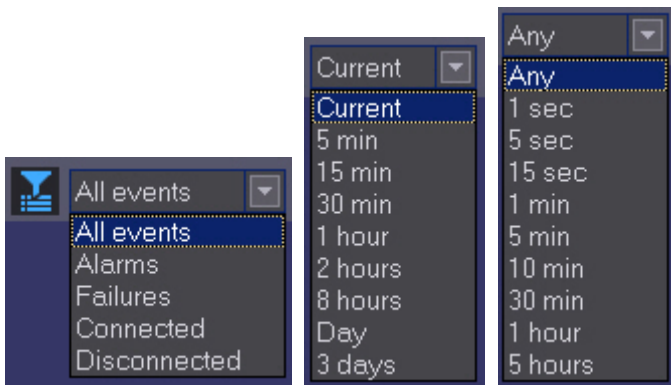 All events
All events
Alarms
Failures
Connected
Disconnected
Current
Current
5 min
15 min
30 min
1 hour
2 hours
8 hours
Day
3 days
Any
Any
1 sec
5 sec
15 sec
1 min
5 min
10 min
30 min
1 hour
5 hours